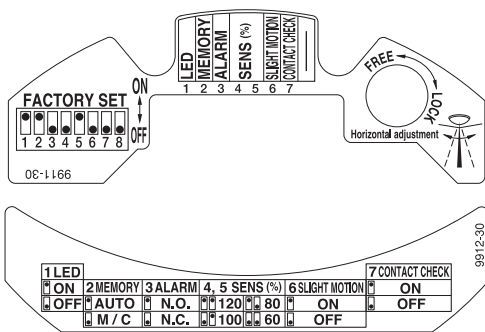 LED
MEMORY
ALARM
SENS (%)
SLIGHT MOTION
CONTACT CHECK
1 2 3 4 5 6 7
FREE
LOCK
Horizontal adjustment
FACTORY SET
ON
OFF
1 2 3 4 5 6 7 8
9911-30
9912-30
1 LED
ON
OFF
2 MEMORY
AUTO
M / C
3 ALARM
N.O.
N.C.
4, 5 SENS (%)
120 80
100 60
6 SLIGHT MOTION
ON
OFF
7 CONTACT CHECK
ON
OFF